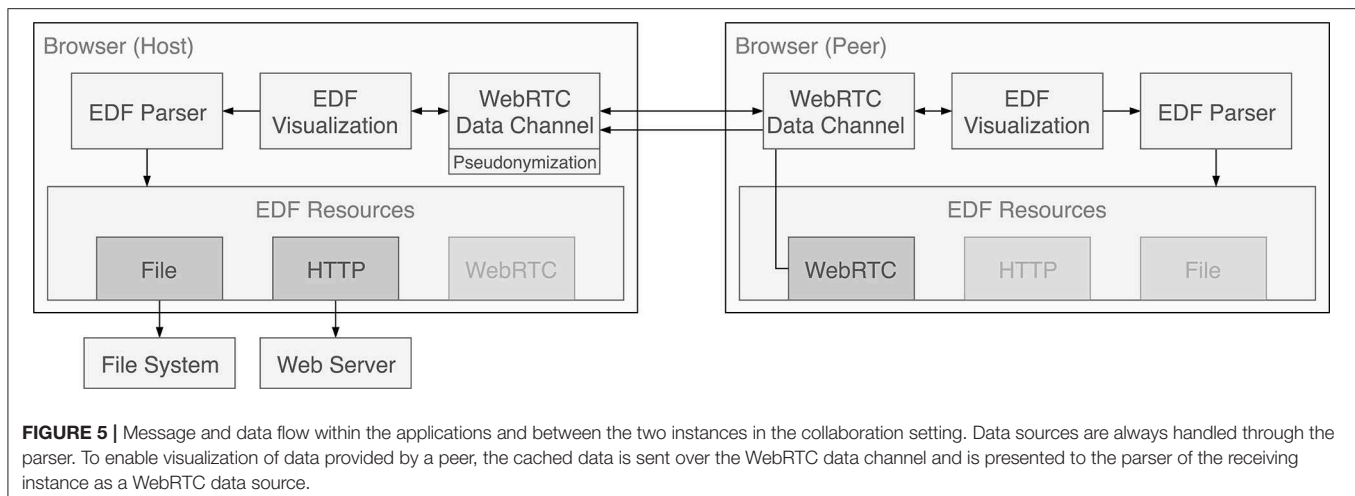 Browser (Host)
EDF Parser
EDF
Visualization
WebRTC
Data Channel
Pseudonymization
EDF Resources
File
HTTP
WebRTC
File System
Web Server
Browser (Peer)
WebRTC
Data Channel
EDF
Visualization
EDF Parser
EDF Resources
WebRTC
HTTP
File
FIGURE 5 | Message and data flow within the applications and between the two instances in the collaboration setting. Data sources are always handled through the
parser. To enable visualization of data provided by a peer, the cached data is sent over the WebRTC data channel and is presented to the parser of the receiving
instance as a WebRTC data source.